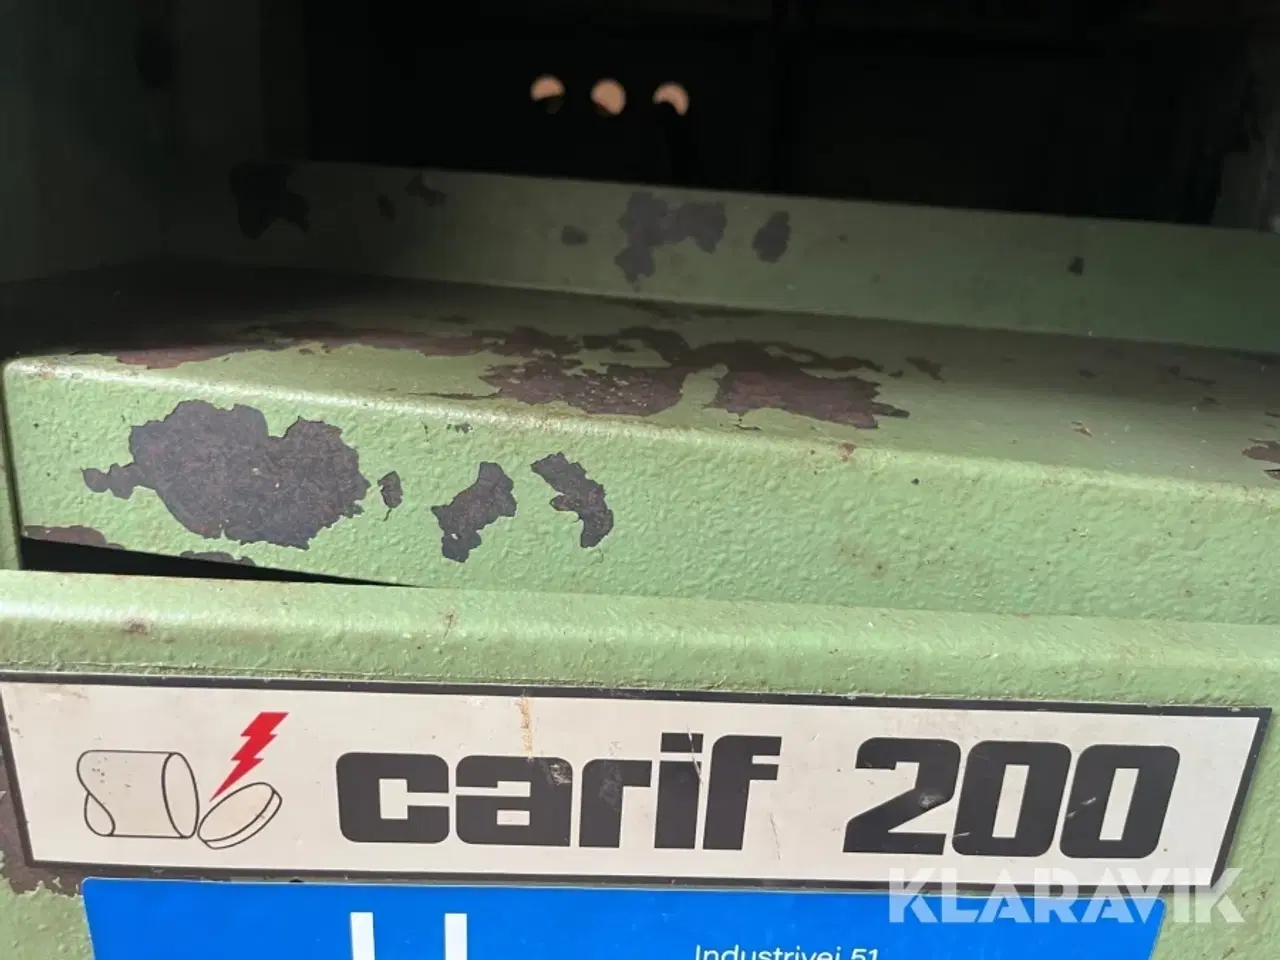 carif 200
KLARAVIK
Industrivej 51